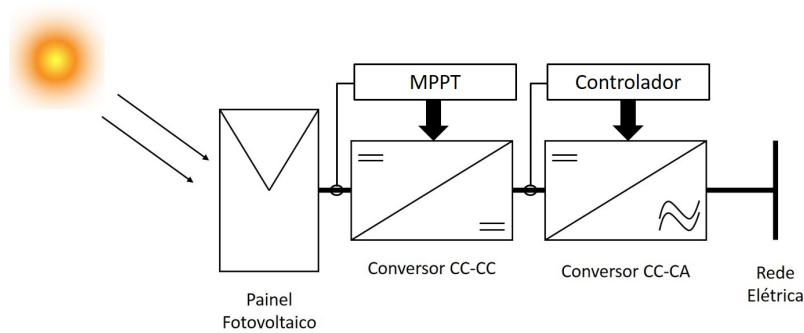 MPPT
Controlador
Conversor CC-CC
Conversor CC-CA
Painel
Fotovoltaico
Rede
Elétrica